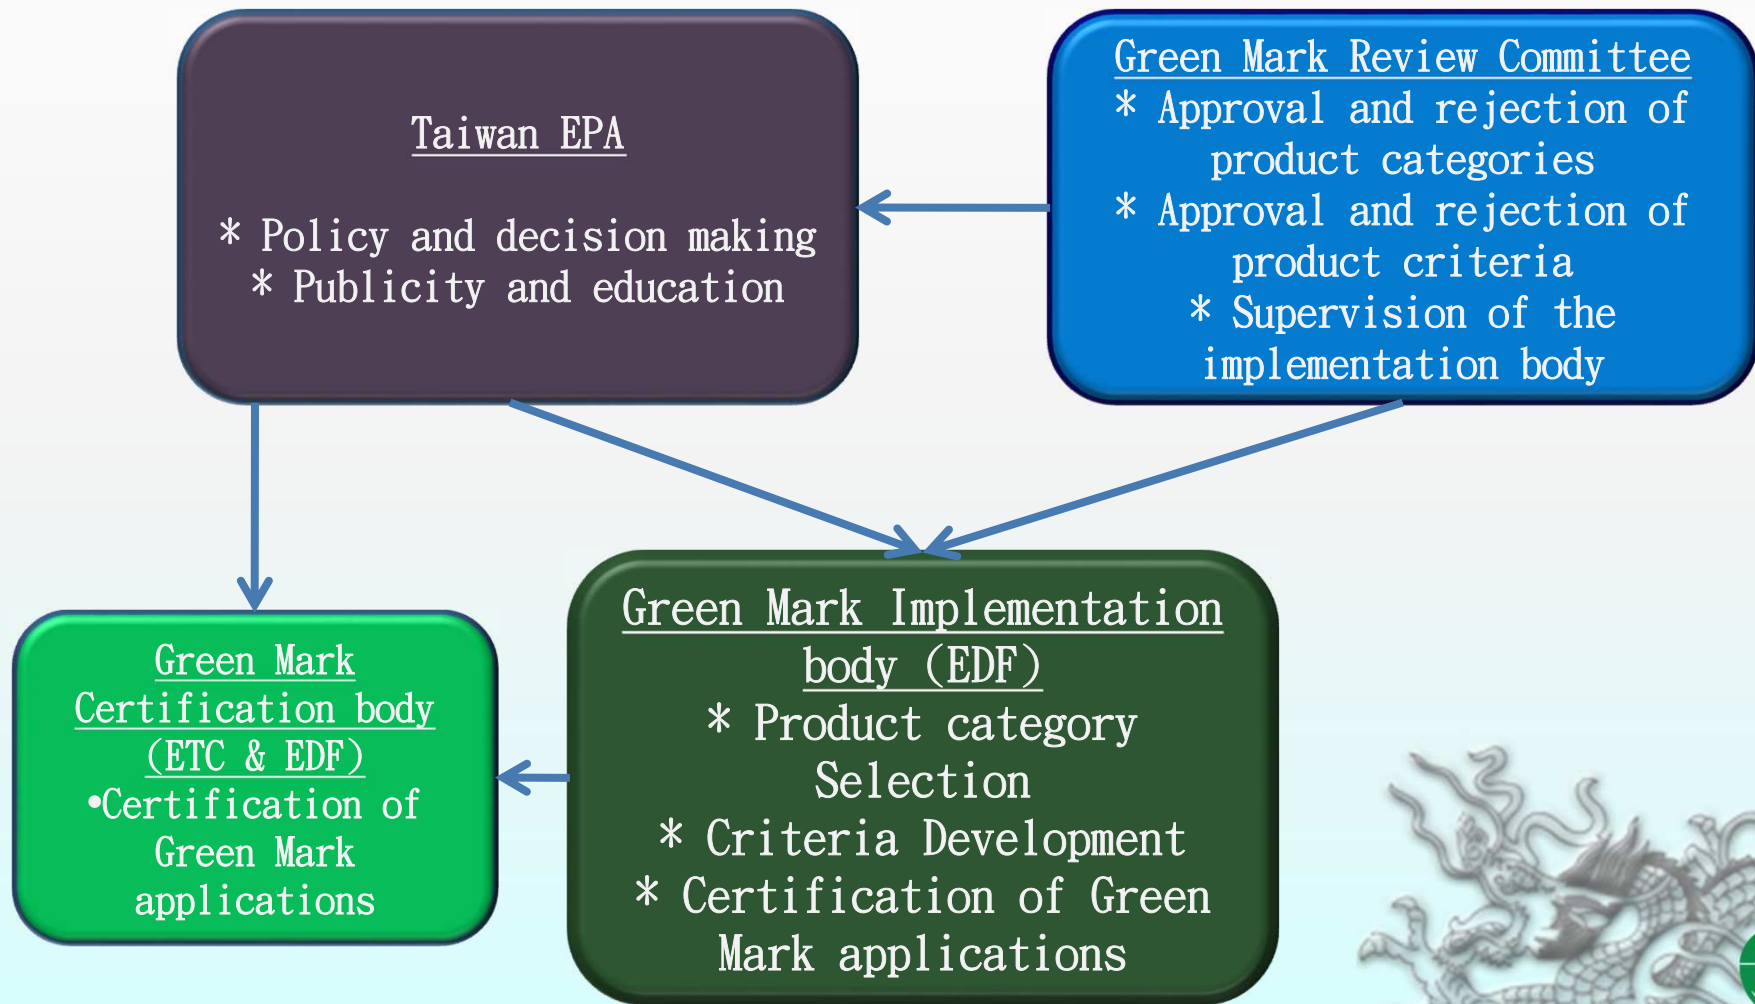 Taiwan EPA
* Policy and decision making
* Publicity and education
Green Mark Review Committee
* Approval and rejection of
product categories
* Approval and rejection of
product criteria
* Supervision of the
implementation body
Green Mark
Certification body
(ETC & EDF)
•Certification of
Green Mark
applications
Green Mark Implementation
body (EDF)
* Product category
Selection
* Criteria Development
* Certification of Green
Mark applications